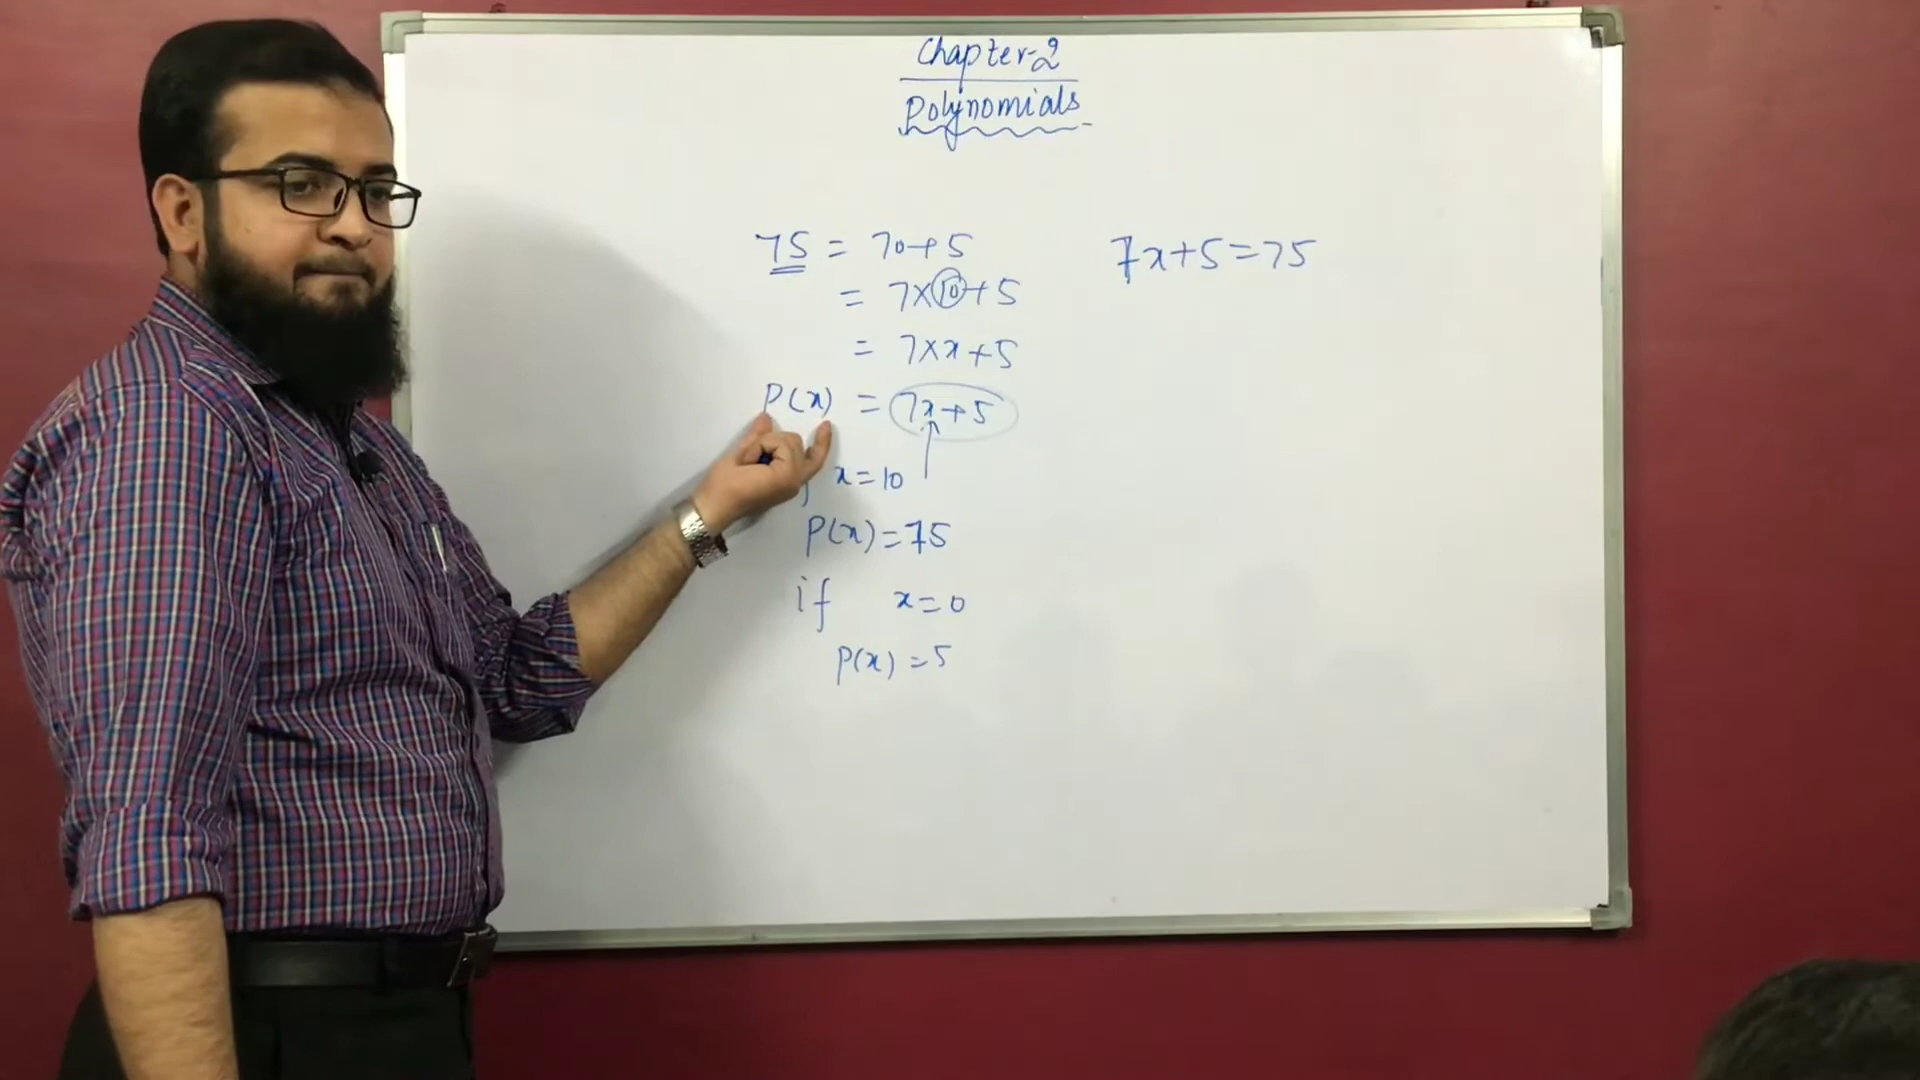 Chapter-2
Polynomials
75 = 70+5
= 7×10+5
= 7×x+5
P(x) = 7x+5
x=10
P(x)=75
if x=0
P(x)=5
7x+5=75